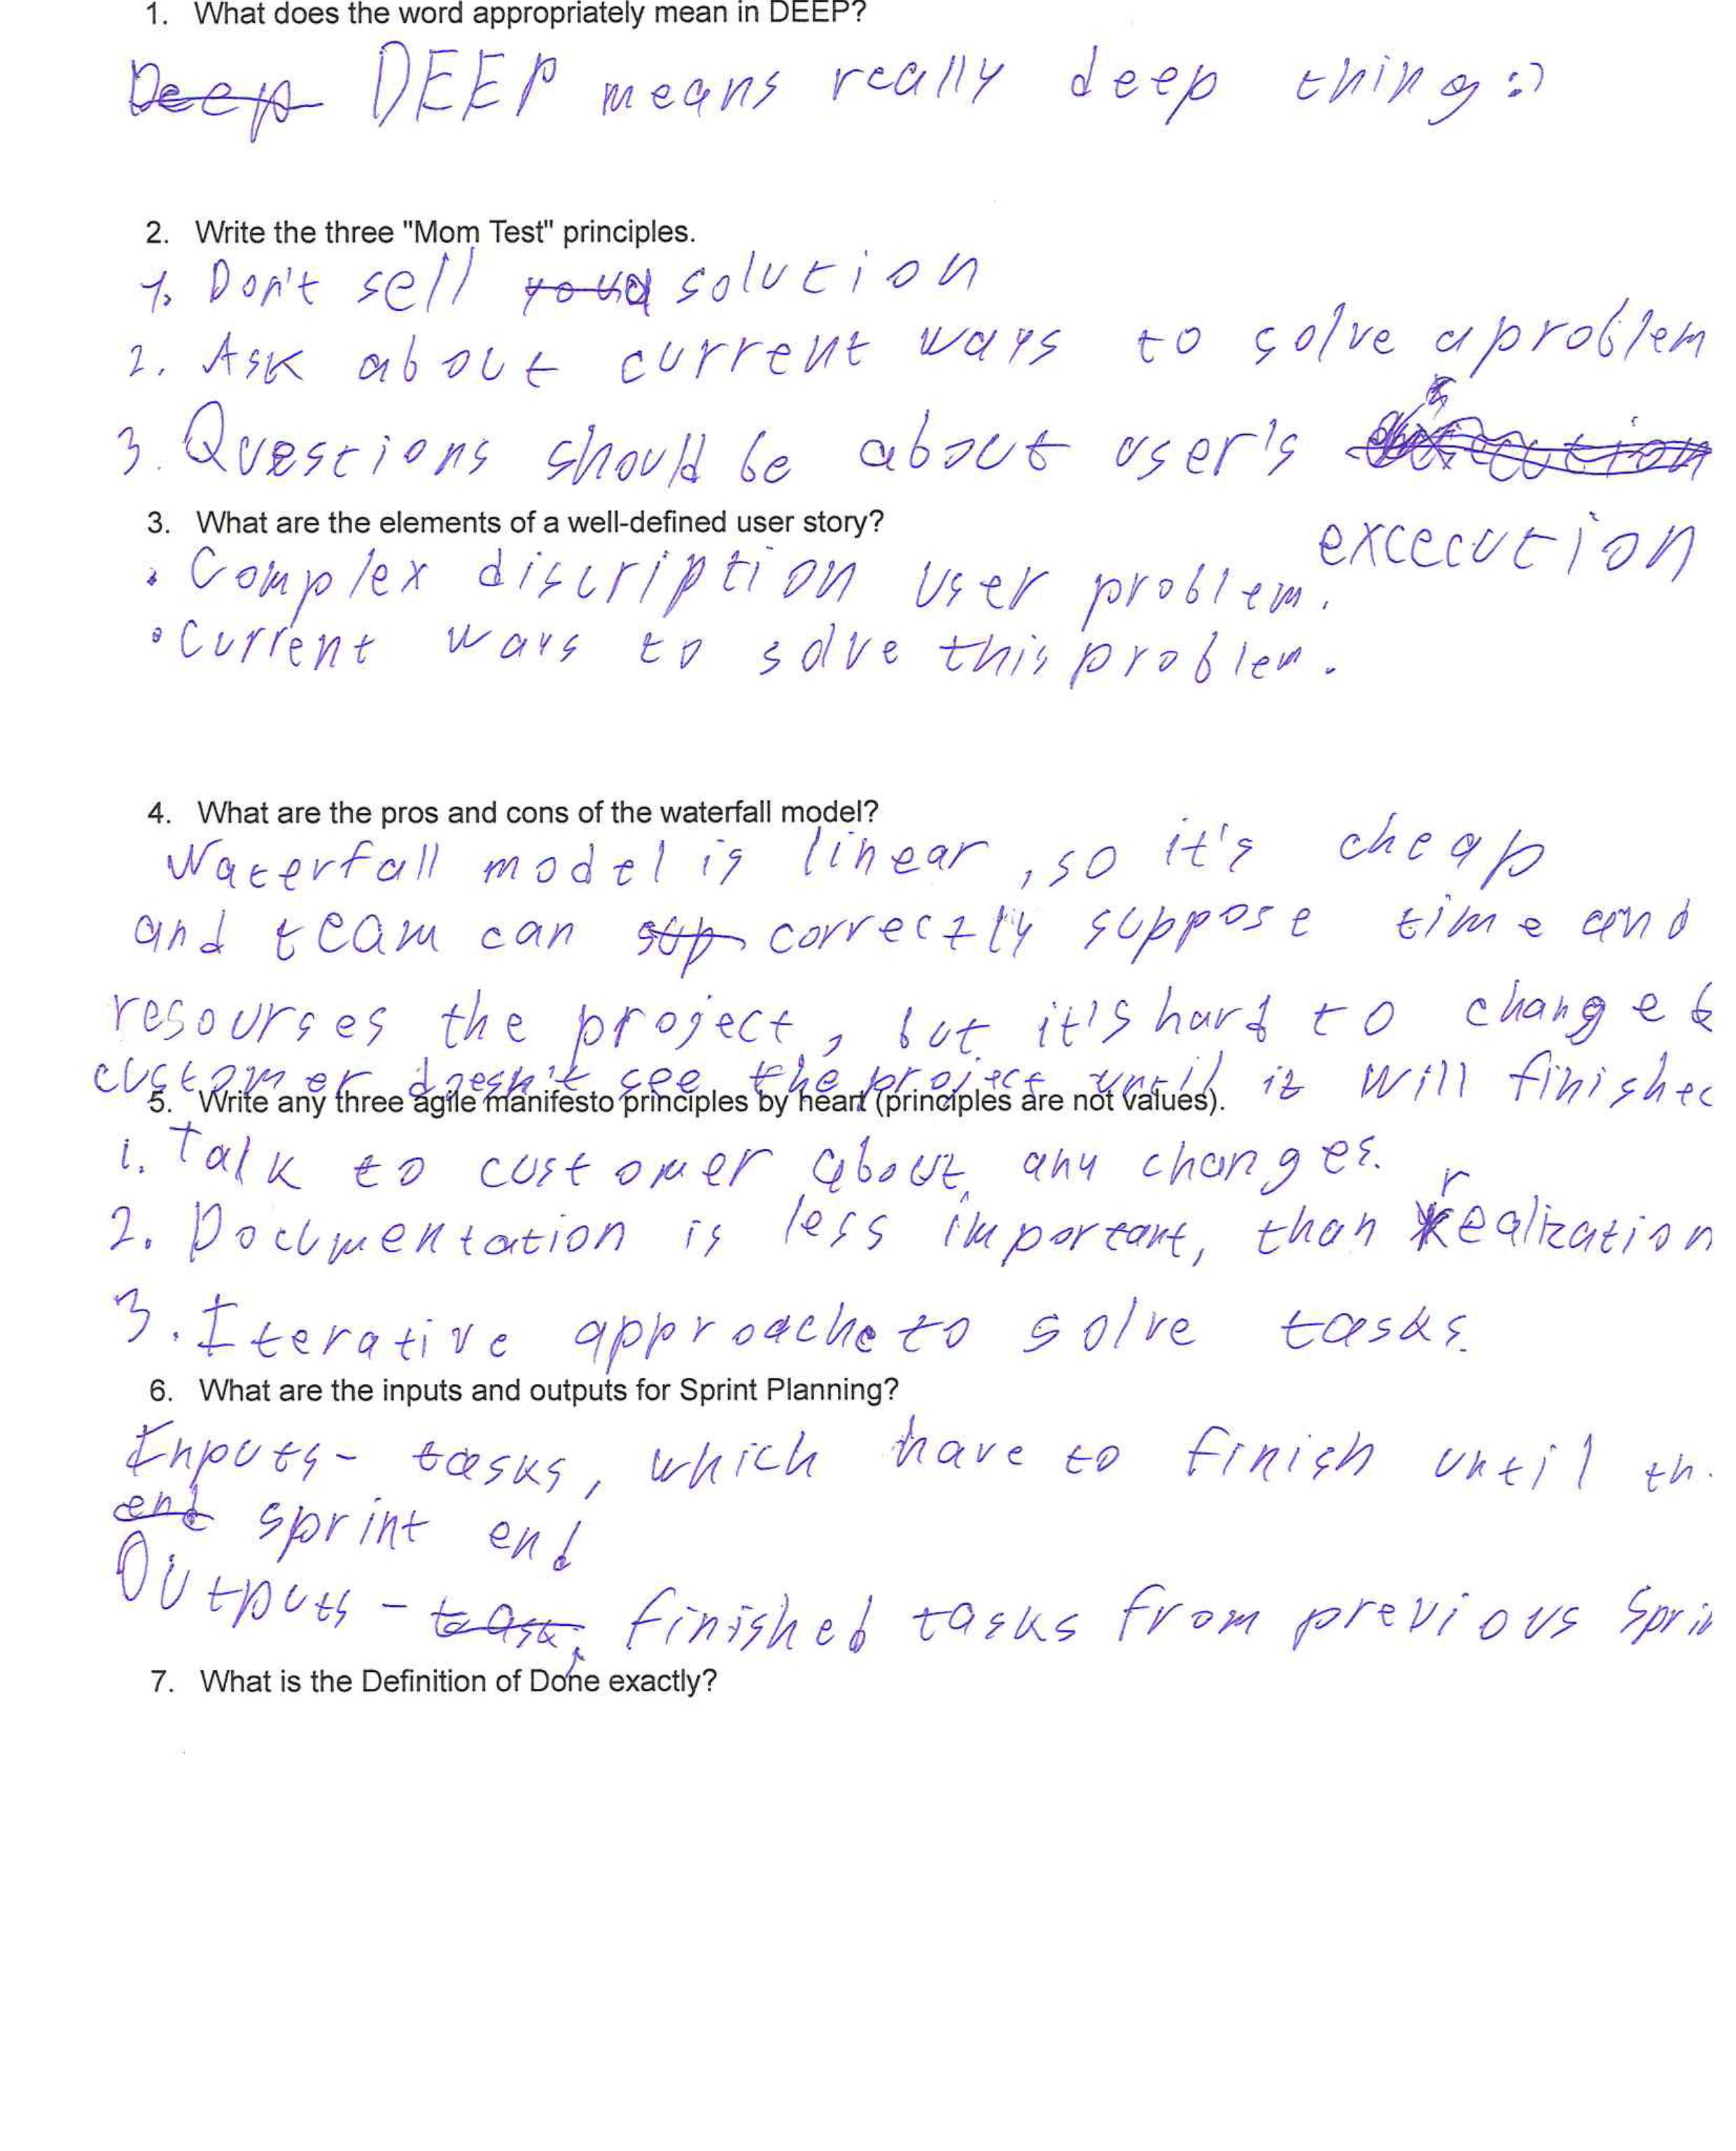 1. What does the word appropriately mean in DEEP?
Deep DEEP means really deep thing :)
2. Write the three "Mom Test" principles.
1. Don't sell your solution
2. Ask about current ways to solve a problem
3. Questions should be about user's
3. What are the elements of a well-defined user story?
excecution
• Complex discription user problem.
• Current ways to solve this problem.
4. What are the pros and cons of the waterfall model?
Waterfall model is linear, so it's cheap
and team can sup correctly suppose time and
resourses the project, but it's hard to change &
customer doesn't see the project until it will finished
5. Write any three agile manifesto principles by heart (principles are not values).
1. Talk to customer about any changes.
2. Documentation is less important, than realization
3. Iterative approache to solve tasks.
6. What are the inputs and outputs for Sprint Planning?
Inputs - tasks, which have to finish until th
end sprint end
Outputs - task, finished tasks from previous Sprin
7. What is the Definition of Done exactly?